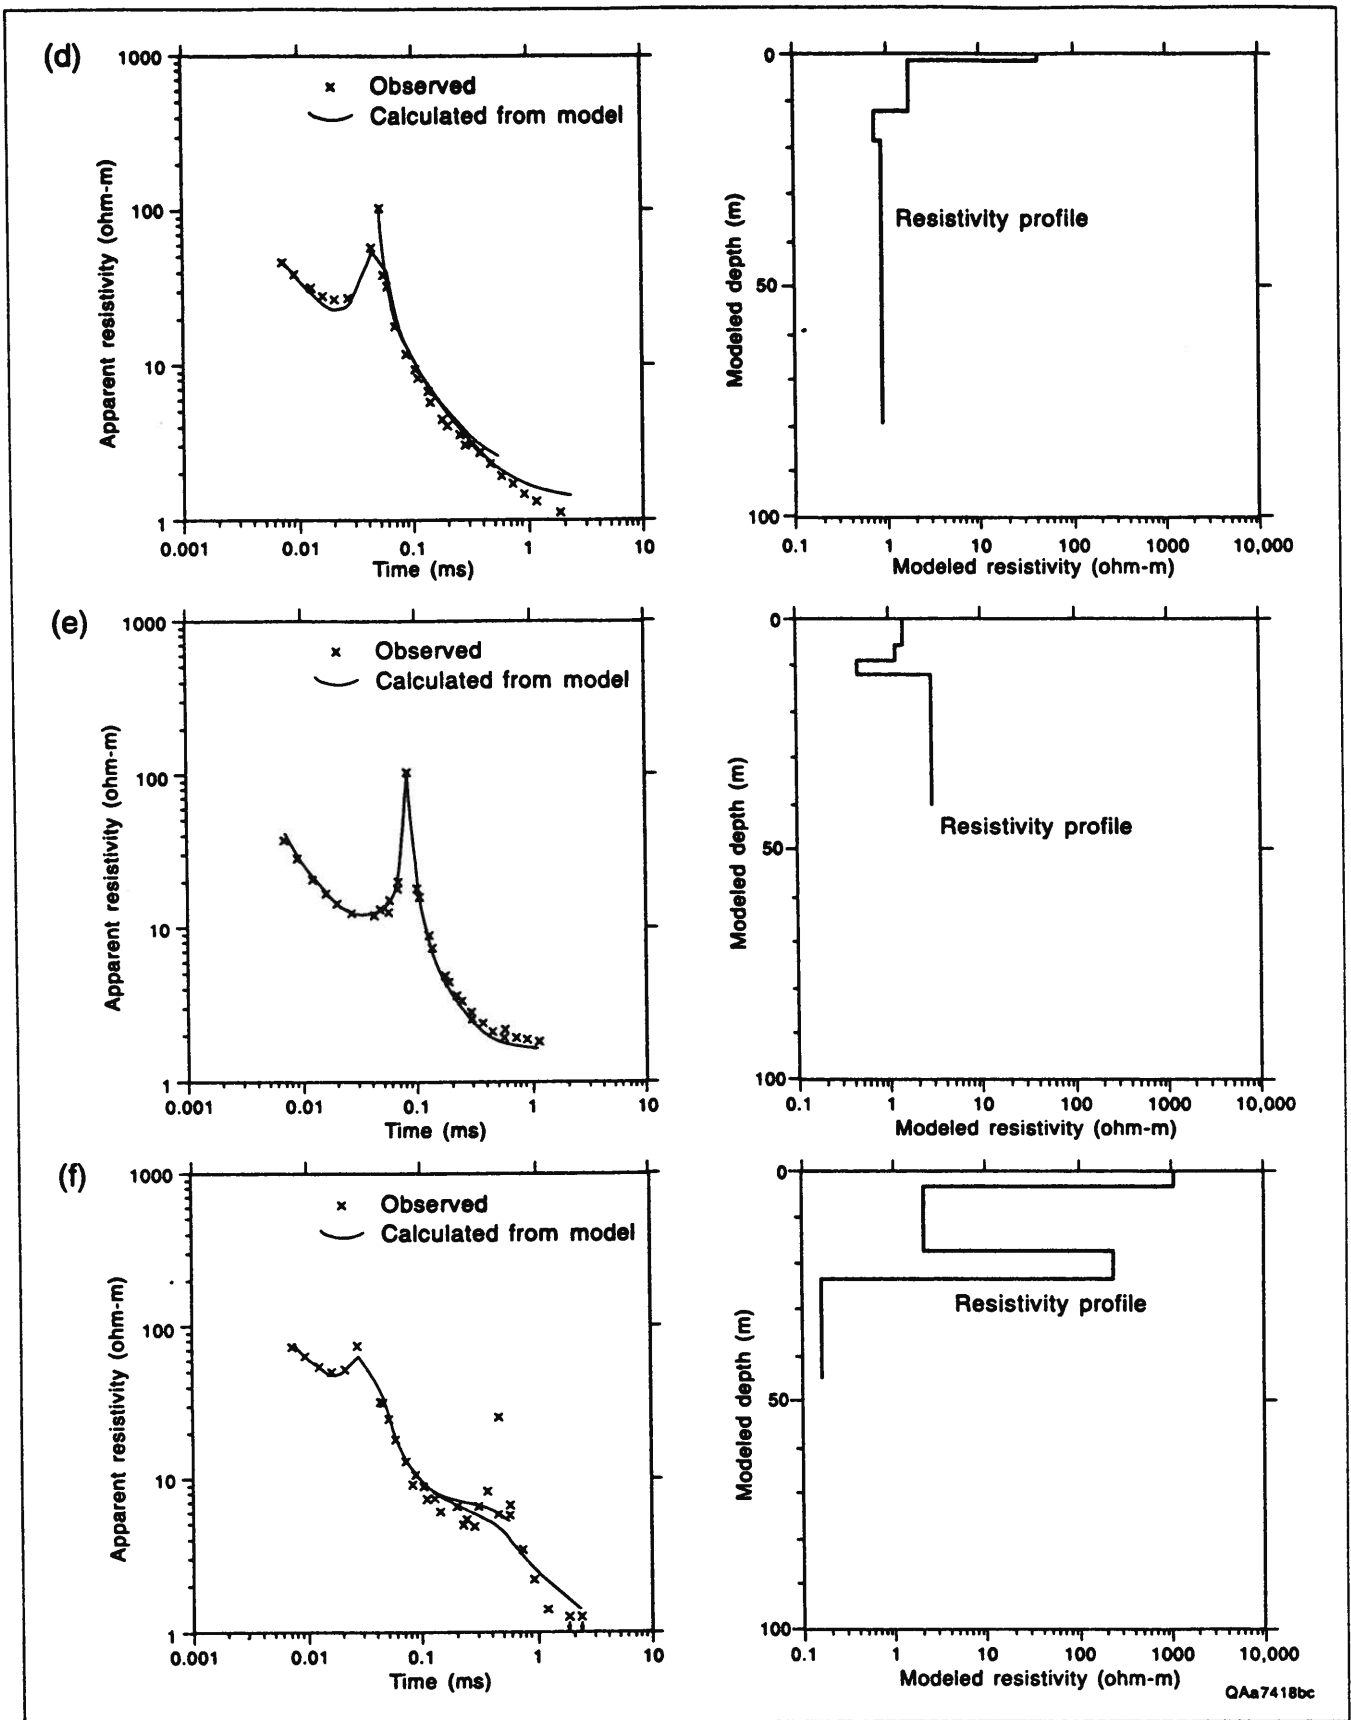 (d)
1000
100
10
1
Apparent resistivity (ohm-m)
× Observed
Calculated from model
0.001 0.01 0.1 1 10
Time (ms)
0
50
100
Modeled depth (m)
Resistivity profile
0.1 1 10 100 1000 10,000
Modeled resistivity (ohm-m)
(e)
1000
100
10
1
Apparent resistivity (ohm-m)
× Observed
Calculated from model
0.001 0.01 0.1 1 10
Time (ms)
0
50
100
Modeled depth (m)
Resistivity profile
0.1 1 10 100 1000 10,000
Modeled resistivity (ohm-m)
(f)
1000
100
10
1
Apparent resistivity (ohm-m)
× Observed
Calculated from model
0.001 0.01 0.1 1 10
Time (ms)
0
50
100
Modeled depth (m)
Resistivity profile
0.1 1 10 100 1000 10,000
Modeled resistivity (ohm-m)
QAa7418bc